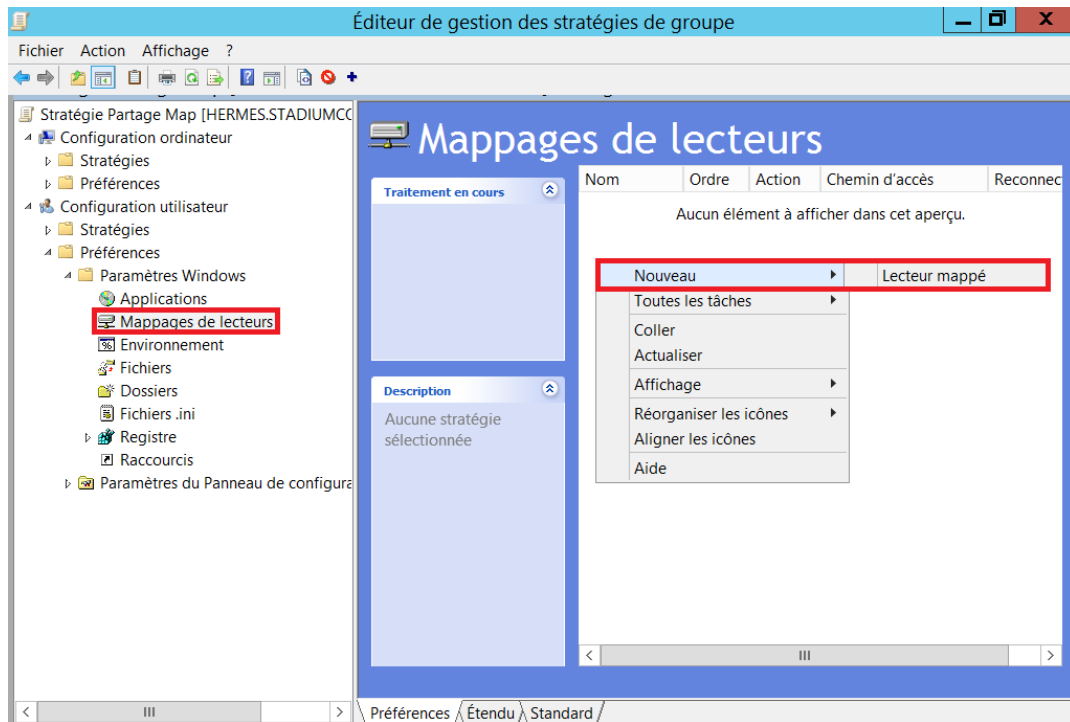 Éditeur de gestion des stratégies de groupe
Fichier Action Affichage ?
Stratégie Partage Map [HERMES.STADIUMCC
Configuration ordinateur
Stratégies
Préférences
Configuration utilisateur
Stratégies
Préférences
Paramètres Windows
Applications
Mappages de lecteurs
Environnement
Fichiers
Dossiers
Fichiers .ini
Registre
Raccourcis
Paramètres du Panneau de configura
Mappages de lecteurs
Traitement en cours
Description
Aucune stratégie
sélectionnée
Nom Ordre Action Chemin d'accès Reconnec
Aucun élément à afficher dans cet aperçu.
Nouveau
Lecteur mappé
Toutes les tâches
Coller
Actualiser
Affichage
Réorganiser les icônes
Aligner les icônes
Aide
Préférences Étendu Standard